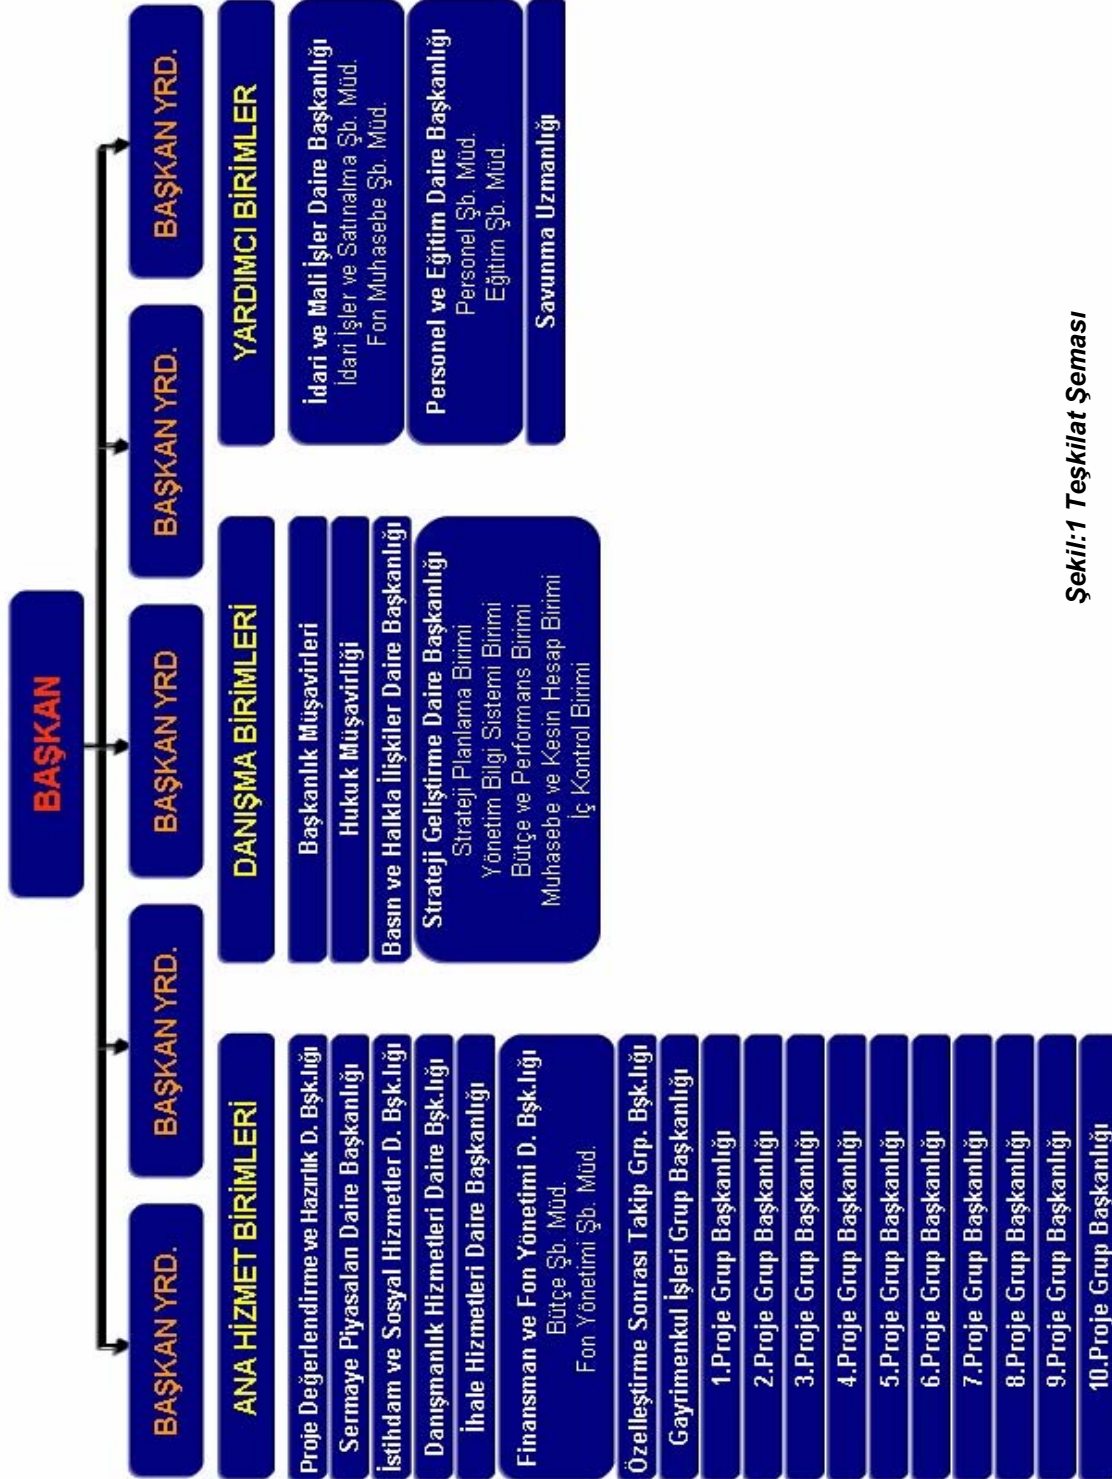 BAŞKAN
BAŞKAN YRD.
BAŞKAN YRD.
BAŞKAN YRD
BAŞKAN YRD.
BAŞKAN YRD.
ANA HİZMET BİRİMLERİ
Proje Değerlendirme ve Hazırlık D. Bşk.lığı
Sermaye Piyasaları Daire Başkanlığı
İstihdam ve Sosyal Hizmetler D. Bşk.lığı
Danışmanlık Hizmetleri Daire Bşk.lığı
İhale Hizmetleri Daire Başkanlığı
Finansman ve Fon Yönetimi D. Bşk.lığı
Bütçe Şb. Müd.
Fon Yönetimi Şb. Müd.
Özelleştirme Sonrası Takip Grp. Bşk.lığı
Gayrimenkul İşleri Grup Başkanlığı
1.Proje Grup Başkanlığı
2.Proje Grup Başkanlığı
3.Proje Grup Başkanlığı
4.Proje Grup Başkanlığı
5.Proje Grup Başkanlığı
6.Proje Grup Başkanlığı
7.Proje Grup Başkanlığı
8.Proje Grup Başkanlığı
9.Proje Grup Başkanlığı
10.Proje Grup Başkanlığı
DANIŞMA BİRİMLERİ
Başkanlık Müşavirleri
Hukuk Müşavirliği
Basın ve Halkla İlişkiler Daire Başkanlığı
Strateji Geliştirme Daire Başkanlığı
Strateji Planlama Birimi
Yönetim Bilgi Sistemi Birimi
Bütçe ve Performans Birimi
Muhasebe ve Kesin Hesap Birimi
İç Kontrol Birimi
YARDIMCI BİRİMLER
İdari ve Mali İşler Daire Başkanlığı
İdari İşler ve Satınalma Şb. Müd.
Fon Muhasebe Şb. Müd.
Personel ve Eğitim Daire Başkanlığı
Personel Şb. Müd.
Eğitim Şb. Müd.
Savunma Uzmanlığı
Şekil:1 Teşkilat Şeması